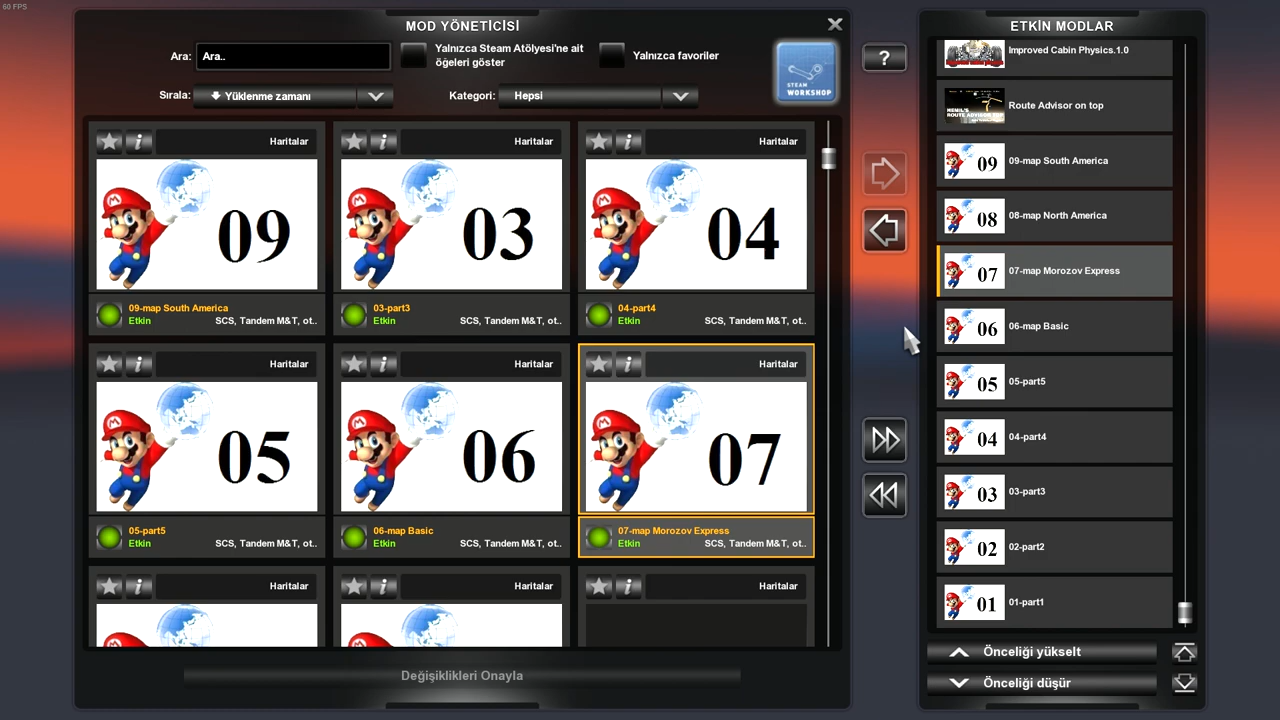 60 FPS
MOD YÖNETİCİSİ
Ara:
Ara..
Yalnızca Steam Atölyesi'ne ait
öğeleri göster
Yalnızca favoriler
STEAM
WORKSHOP
Sırala:
Yüklenme zamanı
Kategori:
Hepsi
Haritalar
09
09-map South America
Etkin
SCS, Tandem M&T, ot..
Haritalar
03
03-part3
Etkin
SCS, Tandem M&T, ot..
Haritalar
04
04-part4
Etkin
SCS, Tandem M&T, ot..
Haritalar
05
05-part5
Etkin
SCS, Tandem M&T, ot..
Haritalar
06
06-map Basic
Etkin
SCS, Tandem M&T, ot..
Haritalar
07
07-map Morozov Express
Etkin
SCS, Tandem M&T, ot..
Haritalar
Haritalar
Haritalar
Değişiklikleri Onayla
?
ETKİN MODLAR
Improved Cabin Physics.1.0
Route Advisor on top
09
09-map South America
08
08-map North America
07
07-map Morozov Express
06
06-map Basic
05
05-part5
04
04-part4
03
03-part3
02
02-part2
01
01-part1
Önceliği yükselt
Önceliği düşür